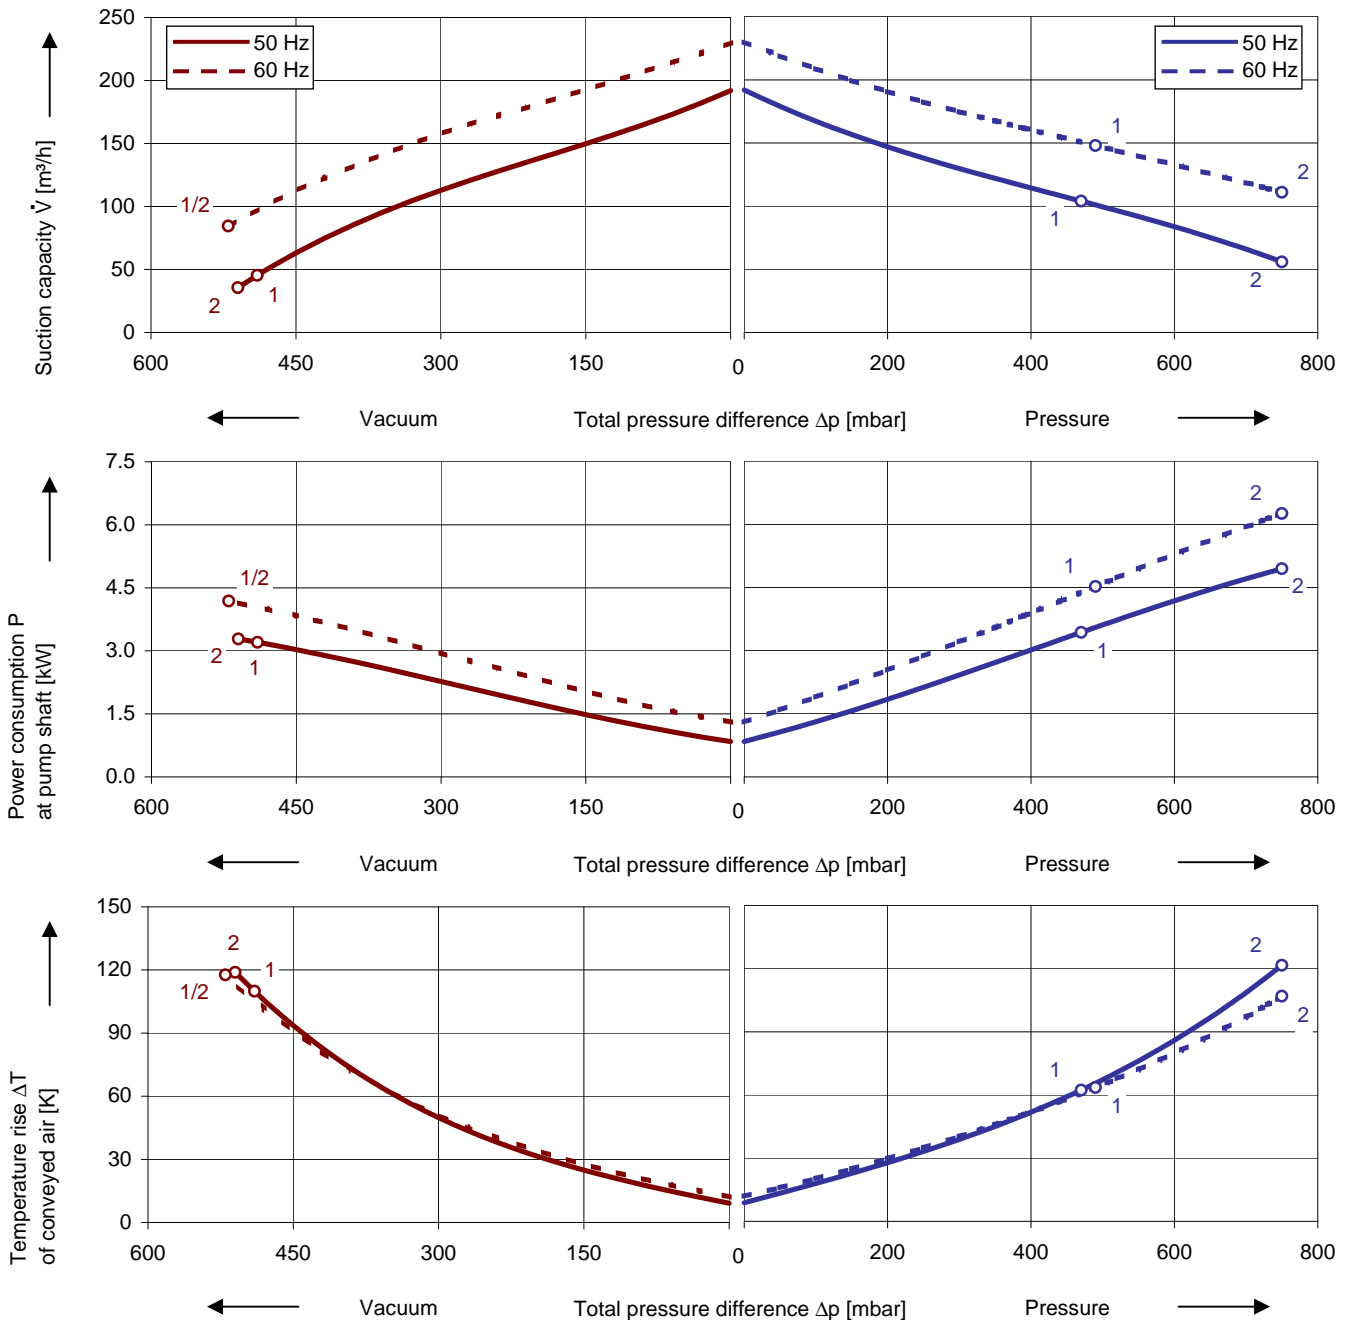 Suction capacity V̇ [m³/h]
250
200
150
100
50
0
50 Hz
60 Hz
50 Hz
60 Hz
1/2
2
1
1
2
1
2
600 450 300 150 0 200 400 600 800
Vacuum Total pressure difference Δp [mbar] Pressure
Power consumption P
at pump shaft [kW]
7.5
6.0
4.5
3.0
1.5
0.0
1/2
2
1
2
1
2
1
600 450 300 150 0 200 400 600 800
Vacuum Total pressure difference Δp [mbar] Pressure
Temperature rise ΔT
of conveyed air [K]
150
120
90
60
30
0
2
1
1/2
2
2
1
1
600 450 300 150 0 200 400 600 800
Vacuum Total pressure difference Δp [mbar] Pressure